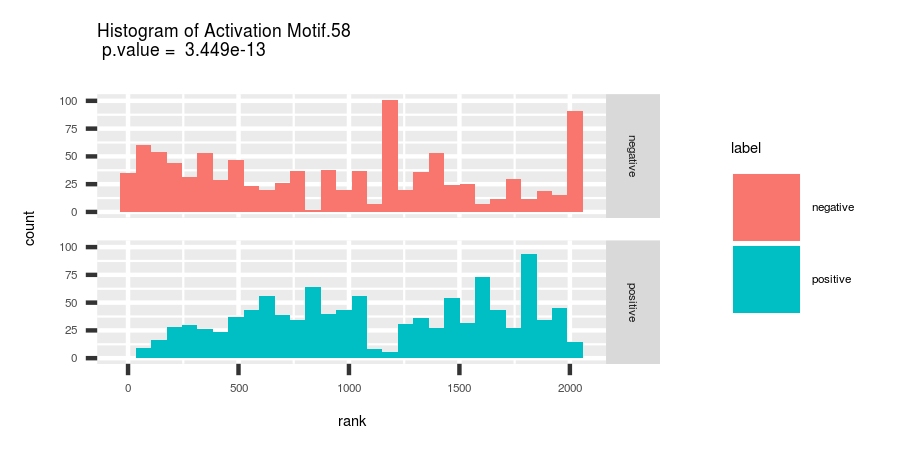 Histogram of Activation Motif.58
p.value = 3.449e-13
count
100
75
50
25
0
negative
100
75
50
25
0
positive
0 500 1000 1500 2000
rank
label
negative
positive